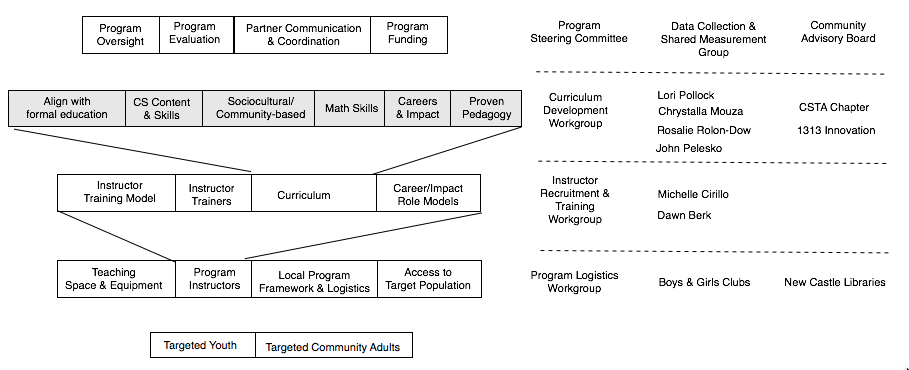 Program
Oversight
Program
Evaluation
Partner Communication
& Coordination
Program
Funding
Program
Steering Committee
Data Collection &
Shared Measurement
Group
Community
Advisory Board
Align with
formal education
CS Content
& Skills
Sociocultural/
Community-based
Math Skills
Careers
& Impact
Proven
Pedagogy
Curriculum
Development
Workgroup
Lori Pollock
Chrystalla Mouza
Rosalie Rolon-Dow
John Pelesko
CSTA Chapter
1313 Innovation
Instructor
Training Model
Instructor
Trainers
Curriculum
Career/Impact
Role Models
Instructor
Recruitment &
Training
Workgroup
Michelle Cirillo
Dawn Berk
Teaching
Space & Equipment
Program
Instructors
Local Program
Framework & Logistics
Access to
Target Population
Program Logistics
Workgroup
Boys & Girls Clubs
New Castle Libraries
Targeted Youth
Targeted Community Adults